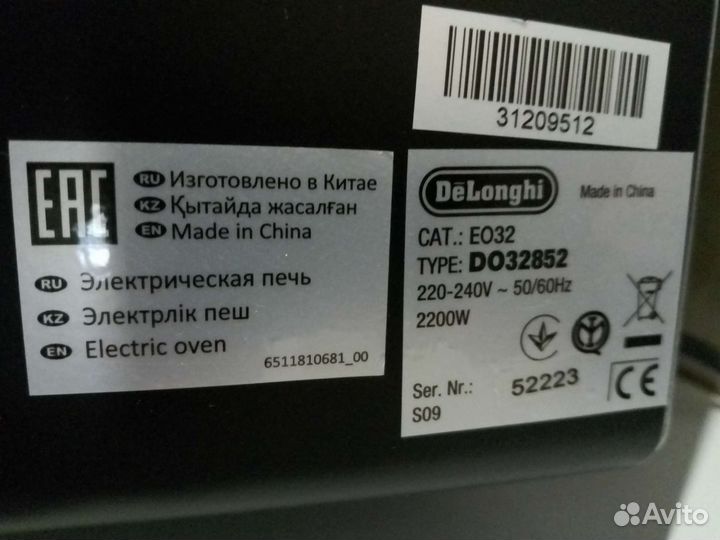 31209512
EAC
RU Изготовлено в Китае
KZ Қытайда жасалған
EN Made in China
RU Электрическая печь
KZ Электрлік пеш
EN Electric oven
6511810681_00
DēLonghi Made in China
CAT.: EO32
TYPE: DO32852
220-240V ~ 50/60Hz
2200W
Ser. Nr.: 52223
S09
CE
Avito